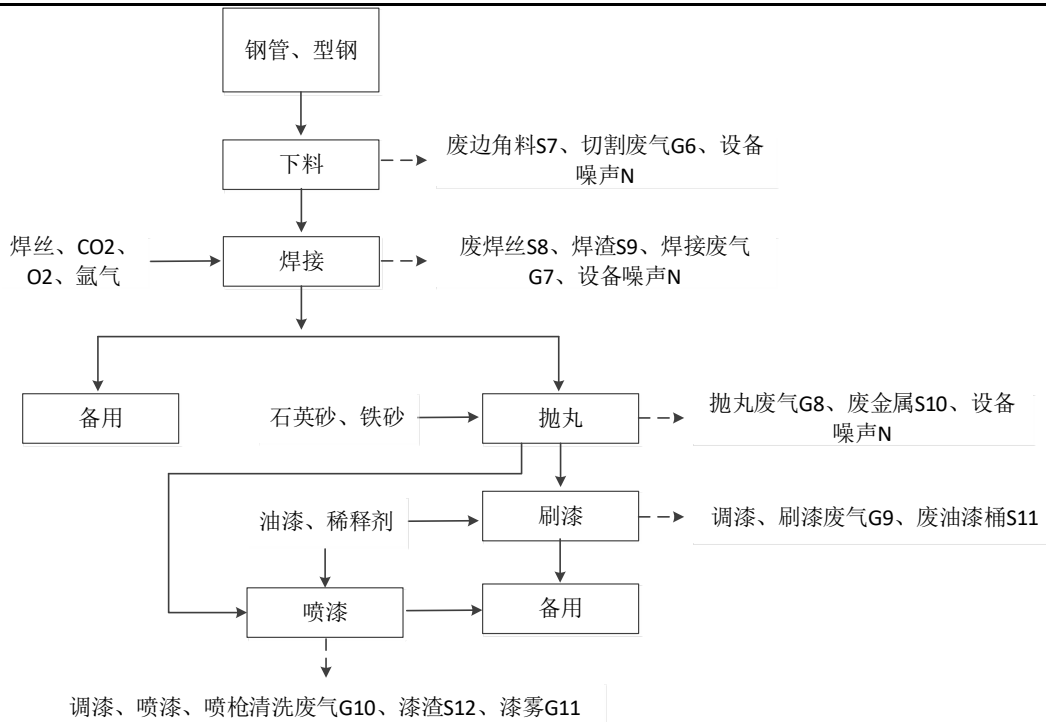 钢管、型钢
下料
废边角料S7、切割废气G6、设备
噪声N
焊丝、CO2、
O2、氩气
焊接
废焊丝S8、焊渣S9、焊接废气
G7、设备噪声N
备用
石英砂、铁砂
抛丸
抛丸废气G8、废金属S10、设备
噪声N
油漆、稀释剂
刷漆
调漆、刷漆废气G9、废油漆桶S11
喷漆
备用
调漆、喷漆、喷枪清洗废气G10、漆渣S12、漆雾G11